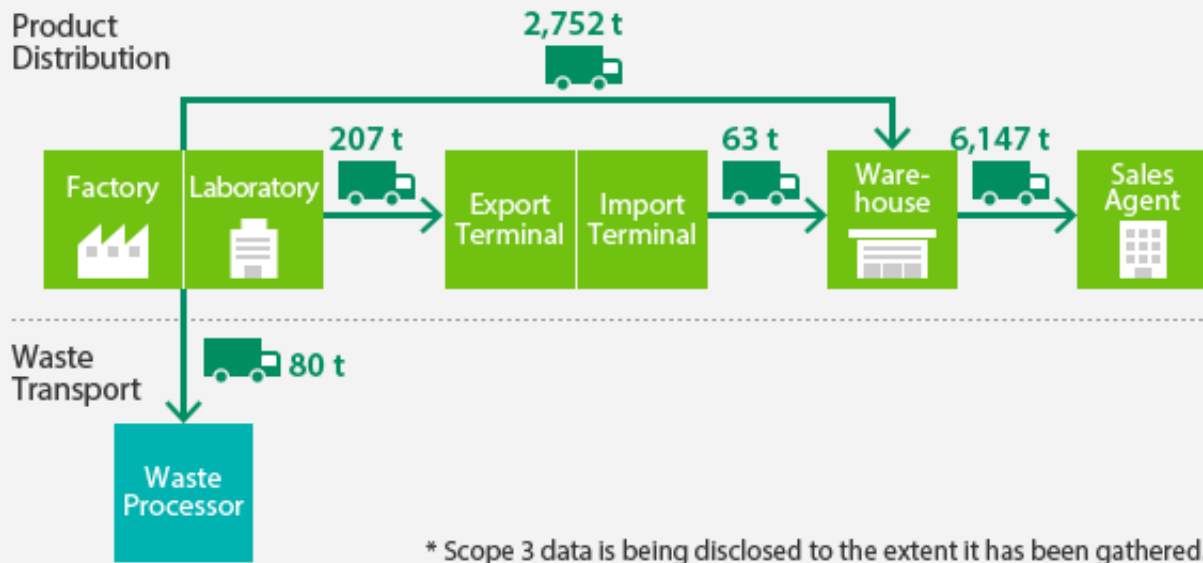 Product
Distribution
2,752 t
207 t
63 t
6,147 t
Factory
Laboratory
Export
Terminal
Import
Terminal
Ware-
house
Sales
Agent
Waste
Transport
80 t
Waste
Processor
* Scope 3 data is being disclosed to the extent it has been gathered